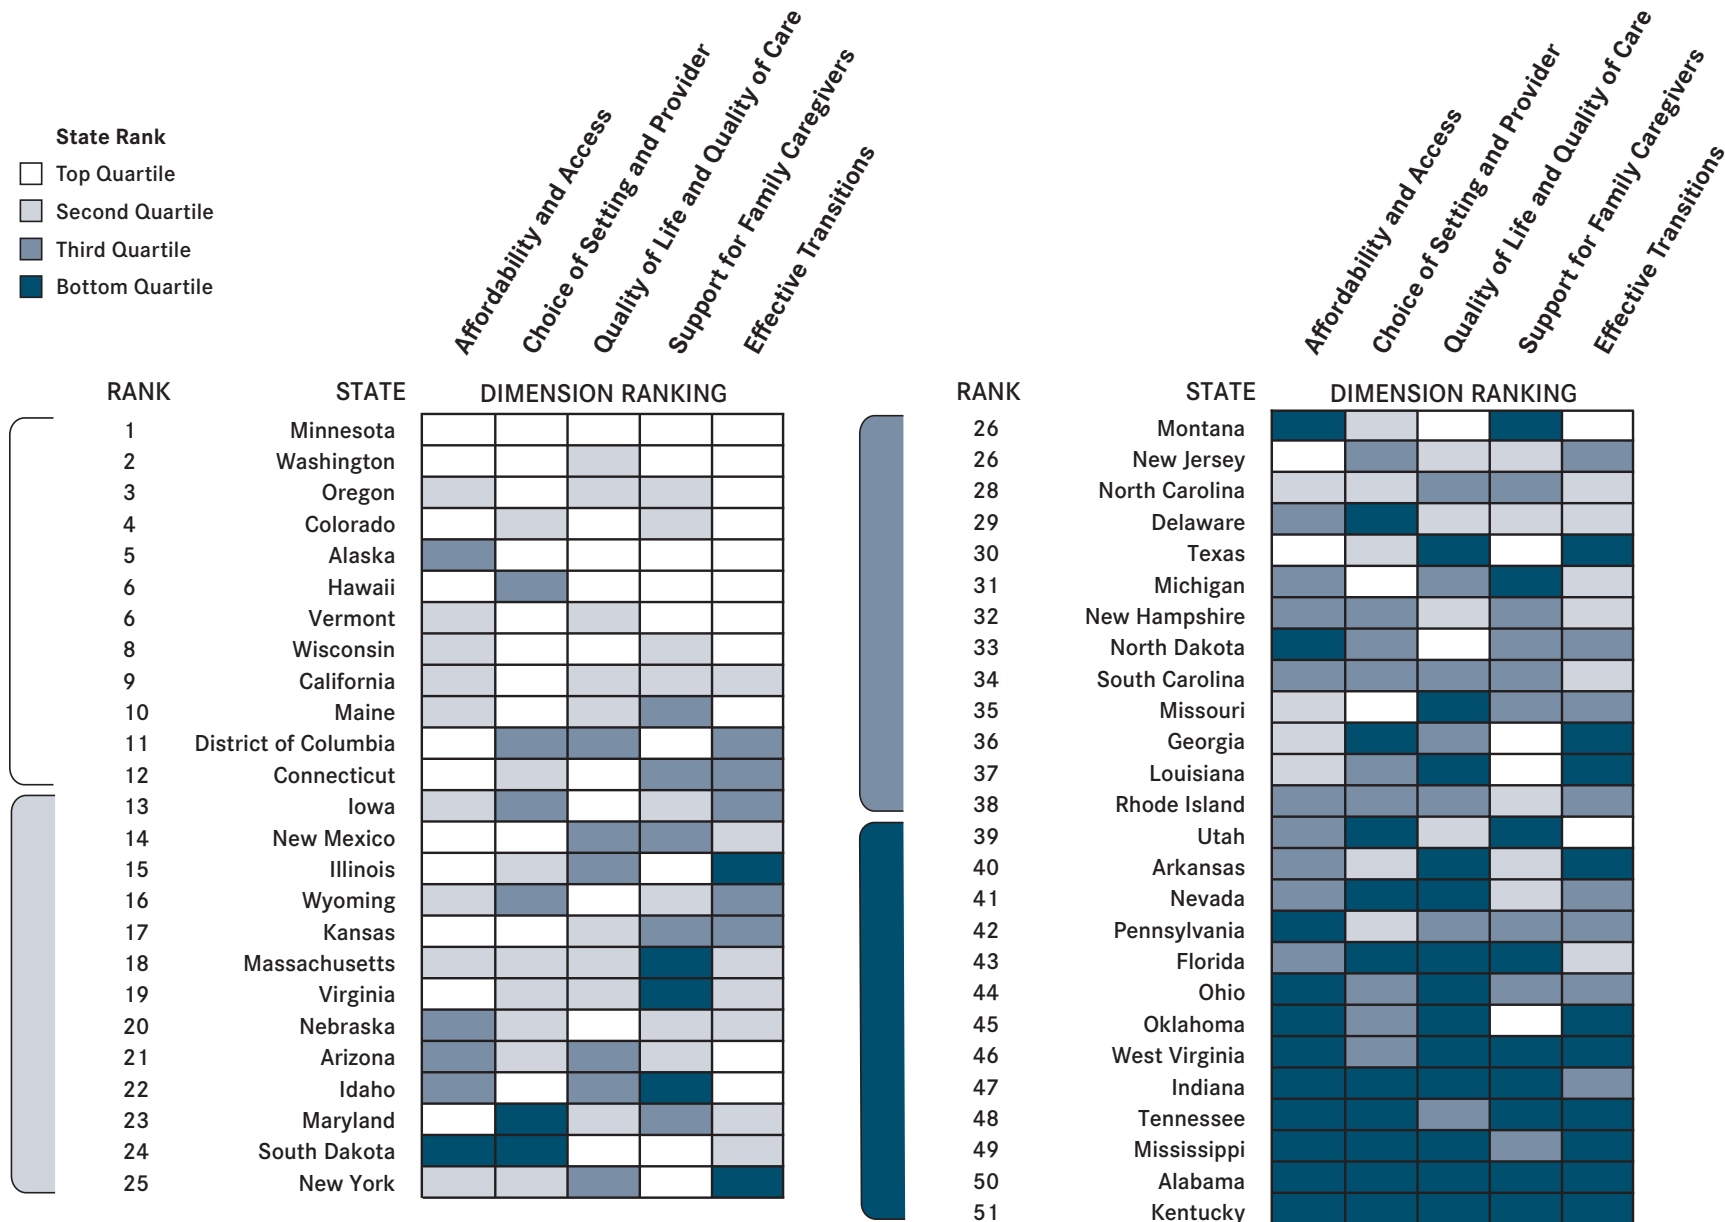 State Rank
Top Quartile
Second Quartile
Third Quartile
Bottom Quartile
Affordability and Access
Choice of Setting and Provider
Quality of Life and Quality of Care
Support for Family Caregivers
Effective Transitions
RANK STATE DIMENSION RANKING
1 Minnesota
2 Washington
3 Oregon
4 Colorado
5 Alaska
6 Hawaii
6 Vermont
8 Wisconsin
9 California
10 Maine
11 District of Columbia
12 Connecticut
13 Iowa
14 New Mexico
15 Illinois
16 Wyoming
17 Kansas
18 Massachusetts
19 Virginia
20 Nebraska
21 Arizona
22 Idaho
23 Maryland
24 South Dakota
25 New York
Affordability and Access
Choice of Setting and Provider
Quality of Life and Quality of Care
Support for Family Caregivers
Effective Transitions
RANK STATE DIMENSION RANKING
26 Montana
26 New Jersey
28 North Carolina
29 Delaware
30 Texas
31 Michigan
32 New Hampshire
33 North Dakota
34 South Carolina
35 Missouri
36 Georgia
37 Louisiana
38 Rhode Island
39 Utah
40 Arkansas
41 Nevada
42 Pennsylvania
43 Florida
44 Ohio
45 Oklahoma
46 West Virginia
47 Indiana
48 Tennessee
49 Mississippi
50 Alabama
51 Kentucky